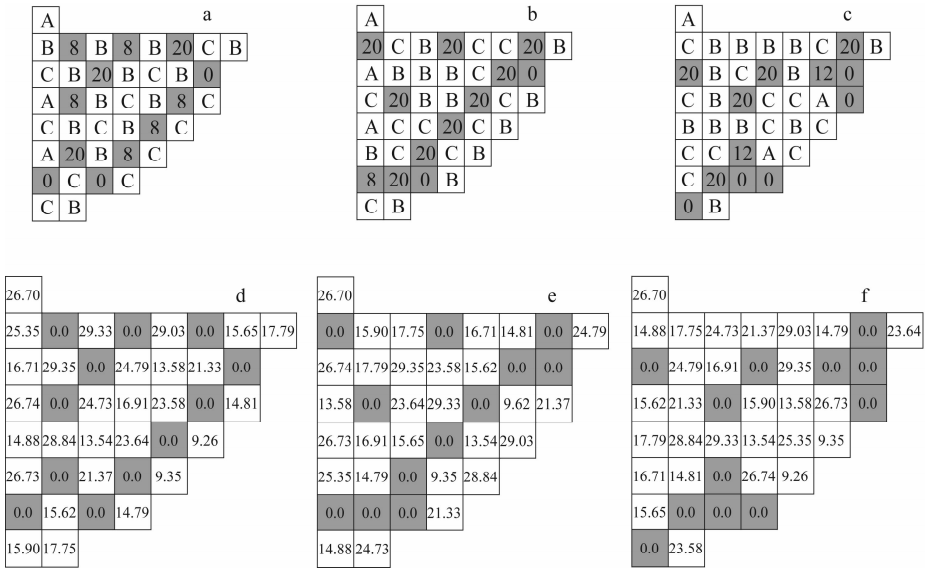 A a A b A c
B 8 B 8 B 20 C B 20 C B 20 C C 20 B C B B B B C 20 B
C B 20 B C B 0 A B B B C 20 0 20 B C 20 B 12 0
A 8 B C B 8 C C 20 B B 20 C B C B 20 C C A 0
C B C B 8 C A C C 20 C B B B B C B C
A 20 B 8 C B C 20 C B C C 12 A C
0 C 0 C 8 20 0 B C 20 0 0
C B C B 0 B
26.70 d 26.70 e 26.70 f
25.35 0.0 29.33 0.0 29.03 0.0 15.65 17.79 0.0 15.90 17.75 0.0 16.71 14.81 0.0 24.79 14.88 17.75 24.73 21.37 29.03 14.79 0.0 23.64
16.71 29.35 0.0 24.79 13.58 21.33 0.0 26.74 17.79 29.35 23.58 15.62 0.0 0.0 0.0 24.79 16.91 0.0 29.35 0.0 0.0
26.74 0.0 24.73 16.91 23.58 0.0 14.81 13.58 0.0 23.64 29.33 0.0 9.62 21.37 15.62 21.33 0.0 15.90 13.58 26.73 0.0
14.88 28.84 13.54 23.64 0.0 9.26 26.73 16.91 15.65 0.0 13.54 29.03 17.79 28.84 29.33 13.54 25.35 9.35
26.73 0.0 21.37 0.0 9.35 25.35 14.79 0.0 9.35 28.84 16.71 14.81 0.0 26.74 9.26
0.0 15.62 0.0 14.79 0.0 0.0 0.0 21.33 15.65 0.0 0.0 0.0
15.90 17.75 14.88 24.73 0.0 23.58